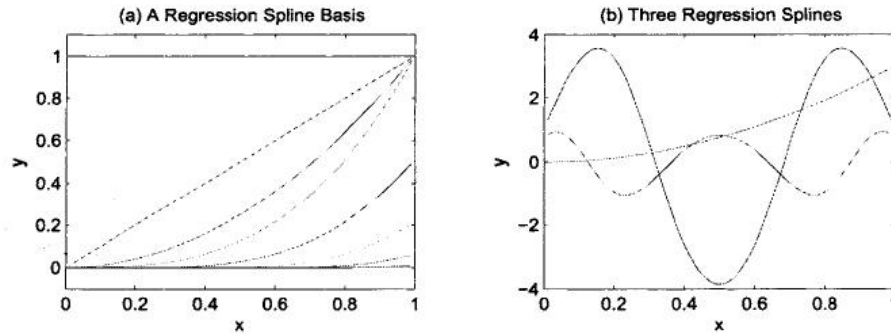 (a) A Regression Spline Basis
1
0.8
0.6
0.4
0.2
0
y
0 0.2 0.4 0.6 0.8 1
x
(b) Three Regression Splines
4
2
0
-2
-4
y
0 0.2 0.4 0.6 0.8
x